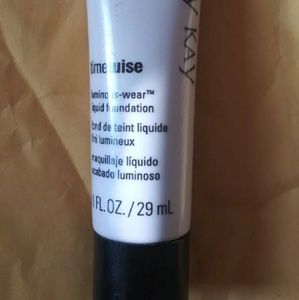 Y KAY
timewise
luminous-wear™
liquid foundation
fond de teint liquide
fini lumineux
maquillaje líquido
acabado luminoso
1 FL.OZ./29 mL